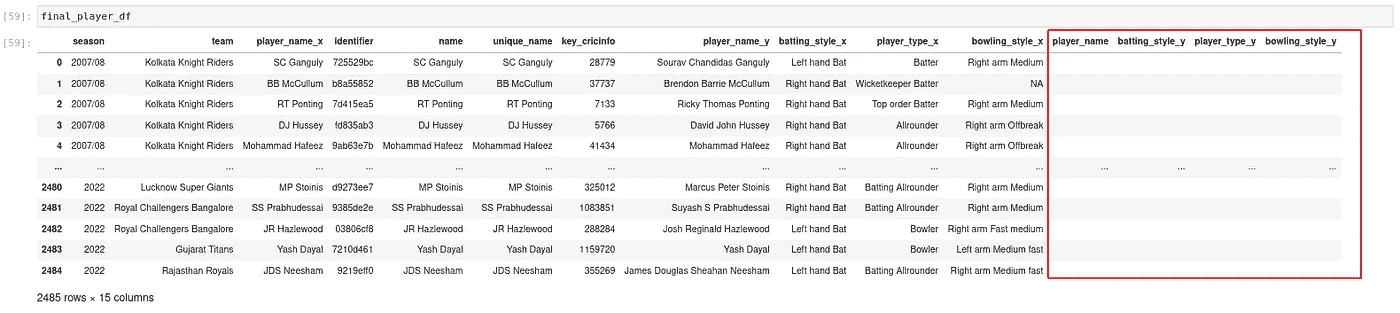 [59]: final_player_df
[59]: season team player_name_x identifier name unique_name key_cricinfo player_name_y batting_style_x player_type_x bowling_style_x player_name batting_style_y player_type_y bowling_style_y
0 2007/08 Kolkata Knight Riders SC Ganguly 725529bc SC Ganguly SC Ganguly 28779 Sourav Chandidas Ganguly Left hand Bat Batter Right arm Medium
1 2007/08 Kolkata Knight Riders BB McCullum b8a55852 BB McCullum BB McCullum 37737 Brendon Barrie McCullum Right hand Bat Wicketkeeper Batter NA
2 2007/08 Kolkata Knight Riders RT Ponting 7d415ea5 RT Ponting RT Ponting 7133 Ricky Thomas Ponting Right hand Bat Top order Batter Right arm Medium
3 2007/08 Kolkata Knight Riders DJ Hussey fd835ab3 DJ Hussey DJ Hussey 5766 David John Hussey Right hand Bat Allrounder Right arm Offbreak
4 2007/08 Kolkata Knight Riders Mohammad Hafeez 9ab63e7b Mohammad Hafeez Mohammad Hafeez 41434 Mohammad Hafeez Right hand Bat Allrounder Right arm Offbreak
... ... ... ... ... ... ... ... ... ... ... ... ... ... ... ...
2480 2022 Lucknow Super Giants MP Stoinis d9273ee7 MP Stoinis MP Stoinis 325012 Marcus Peter Stoinis Right hand Bat Batting Allrounder Right arm Medium
2481 2022 Royal Challengers Bangalore SS Prabhudessai 9385de2e SS Prabhudessai SS Prabhudessai 1083851 Suyash S Prabhudessai Right hand Bat Batting Allrounder Right arm Medium
2482 2022 Royal Challengers Bangalore JR Hazlewood 03806cf8 JR Hazlewood JR Hazlewood 288284 Josh Reginald Hazlewood Left hand Bat Bowler Right arm Fast medium
2483 2022 Gujarat Titans Yash Dayal 7210d461 Yash Dayal Yash Dayal 1159720 Yash Dayal Left hand Bat Bowler Left arm Medium fast
2484 2022 Rajasthan Royals JDS Neesham 9219eff0 JDS Neesham JDS Neesham 355269 James Douglas Sheahan Neesham Left hand Bat Batting Allrounder Right arm Medium fast
2485 rows × 15 columns